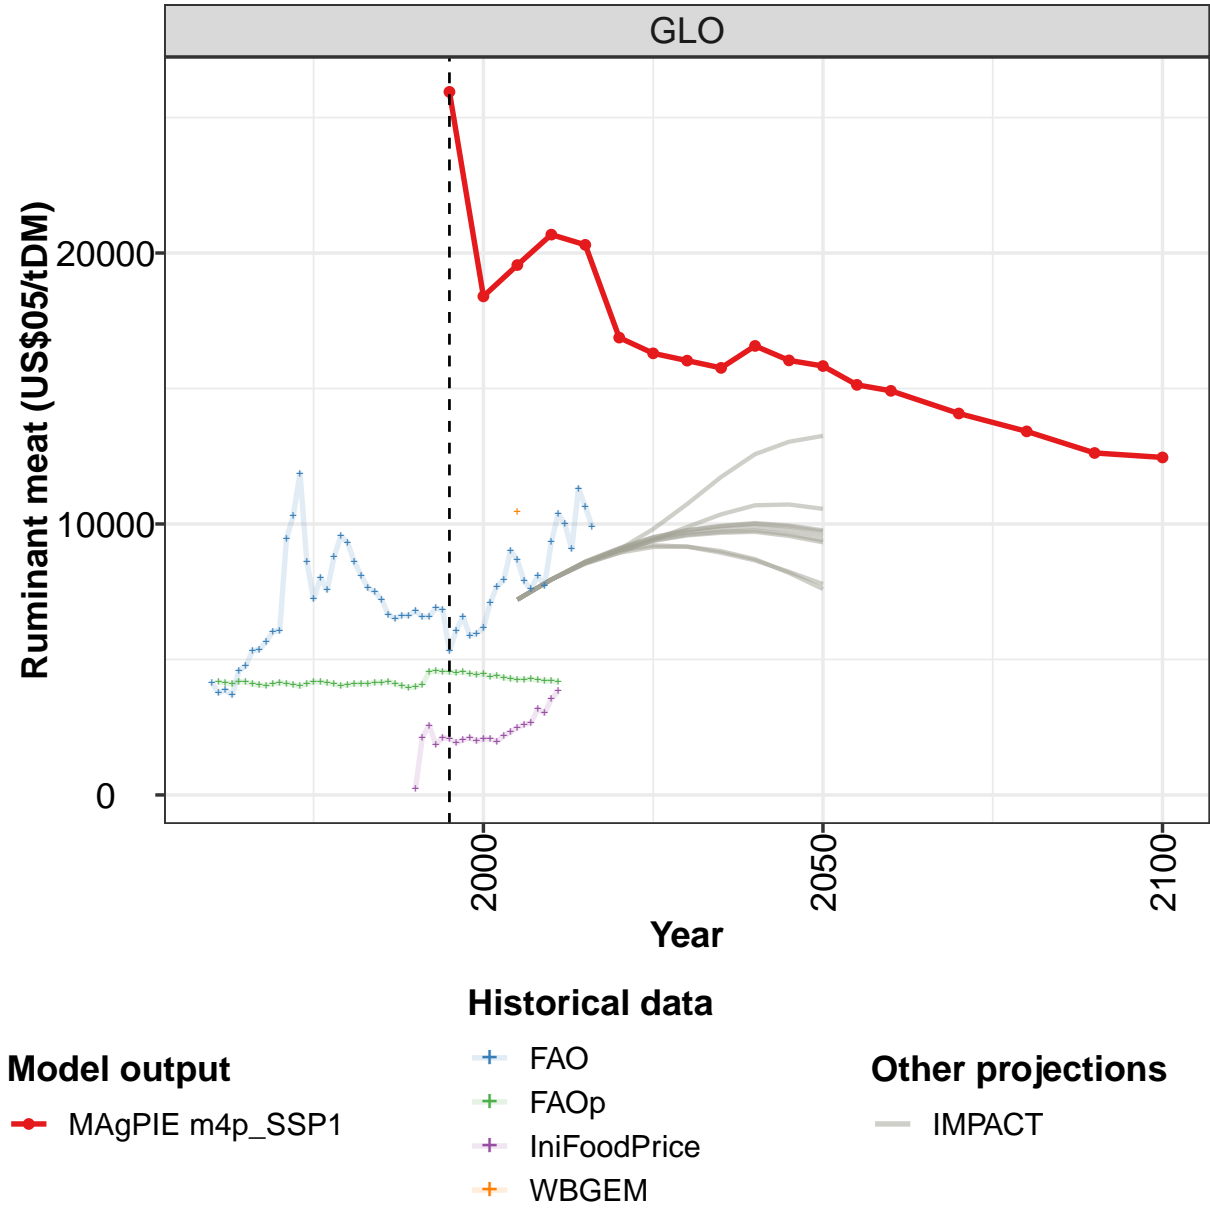 GLO
Ruminant meat (US$05/tDM)
20000
10000
0
2000
2050
2100
Year
Historical data
FAO
FAOp
IniFoodPrice
WBGEM
Model output
MAgPIE m4p_SSP1
Other projections
IMPACT